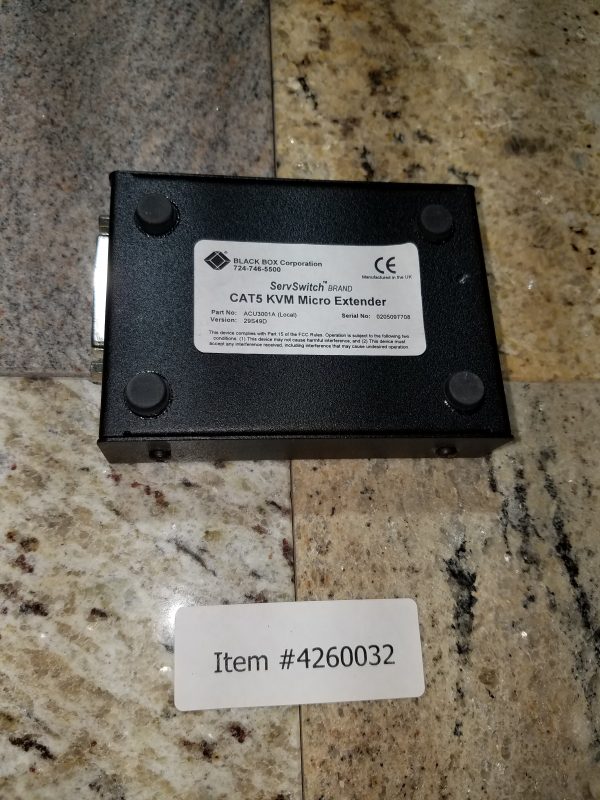 BLACK BOX Corporation
724-746-5500
CE
Manufactured in the UK
ServSwitch™ BRAND
CAT5 KVM Micro Extender
Part No: ACU3001A (Local) Serial No: 0205097708
Version: 29S49D
This device complies with Part 15 of the FCC Rules. Operation is subject to the following two
conditions. (1) This device may not cause harmful interface; and (2) This device must
accept any interference received, including interference that may cause undesired operation.
Item #4260032